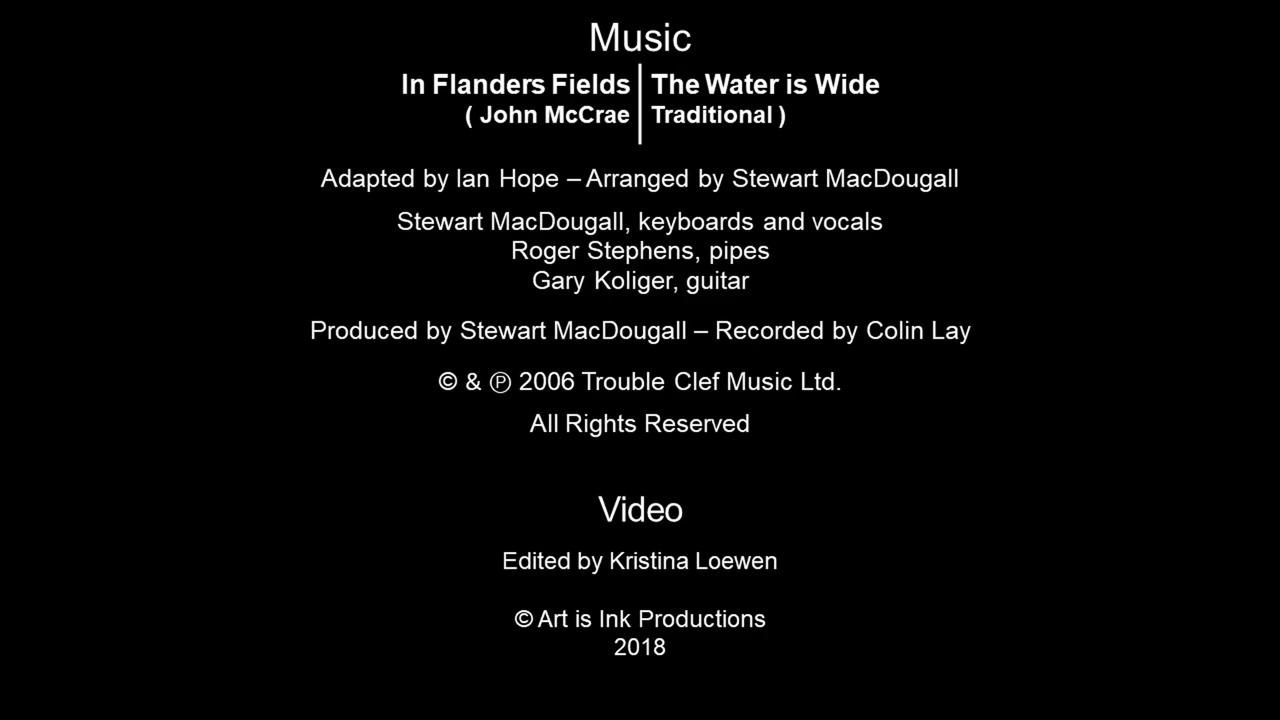 Music
In Flanders Fields | The Water is Wide
( John McCrae | Traditional )
Adapted by Ian Hope – Arranged by Stewart MacDougall
Stewart MacDougall, keyboards and vocals
Roger Stephens, pipes
Gary Koliger, guitar
Produced by Stewart MacDougall – Recorded by Colin Lay
© & ℗ 2006 Trouble Clef Music Ltd.
All Rights Reserved
Video
Edited by Kristina Loewen
© Art is Ink Productions
2018